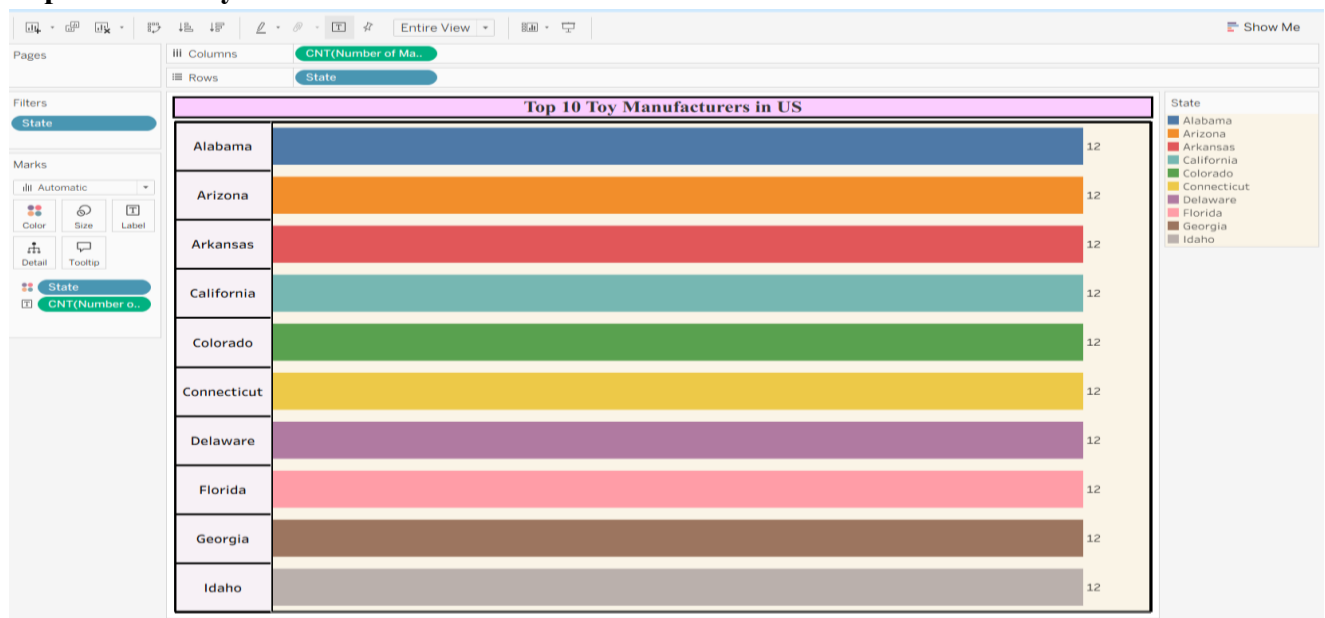 Entire View
Show Me
Pages
Columns
CNT(Number of Ma..
Rows
State
Filters
State
Marks
Automatic
Color
Size
Label
Detail
Tooltip
State
CNT(Number o..
Top 10 Toy Manufacturers in US
Alabama 12
Arizona 12
Arkansas 12
California 12
Colorado 12
Connecticut 12
Delaware 12
Florida 12
Georgia 12
Idaho 12
State
Alabama
Arizona
Arkansas
California
Colorado
Connecticut
Delaware
Florida
Georgia
Idaho